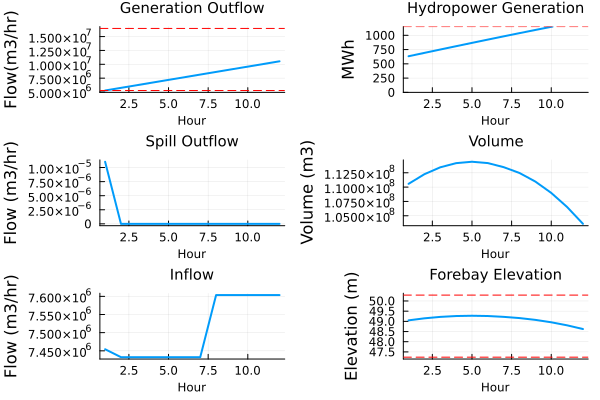 Generation Outflow
Flow(m3/hr)
1.500×10⁷
1.250×10⁷
1.000×10⁷
7.500×10⁶
5.000×10⁶
2.5 5.0 7.5 10.0
Hour
Hydropower Generation
MWh
1000
750
500
250
0
2.5 5.0 7.5 10.0
Hour
Spill Outflow
Flow (m3/hr)
1.00×10⁻⁵
7.50×10⁻⁶
5.00×10⁻⁶
2.50×10⁻⁶
0
2.5 5.0 7.5 10.0
Hour
Volume
Volume (m3)
1.1250×10⁸
1.1000×10⁸
1.0750×10⁸
1.0500×10⁸
2.5 5.0 7.5 10.0
Hour
Inflow
Flow (m3/hr)
7.600×10⁶
7.550×10⁶
7.500×10⁶
7.450×10⁶
2.5 5.0 7.5 10.0
Hour
Forebay Elevation
Elevation (m)
50.0
49.5
49.0
48.5
48.0
47.5
2.5 5.0 7.5 10.0
Hour